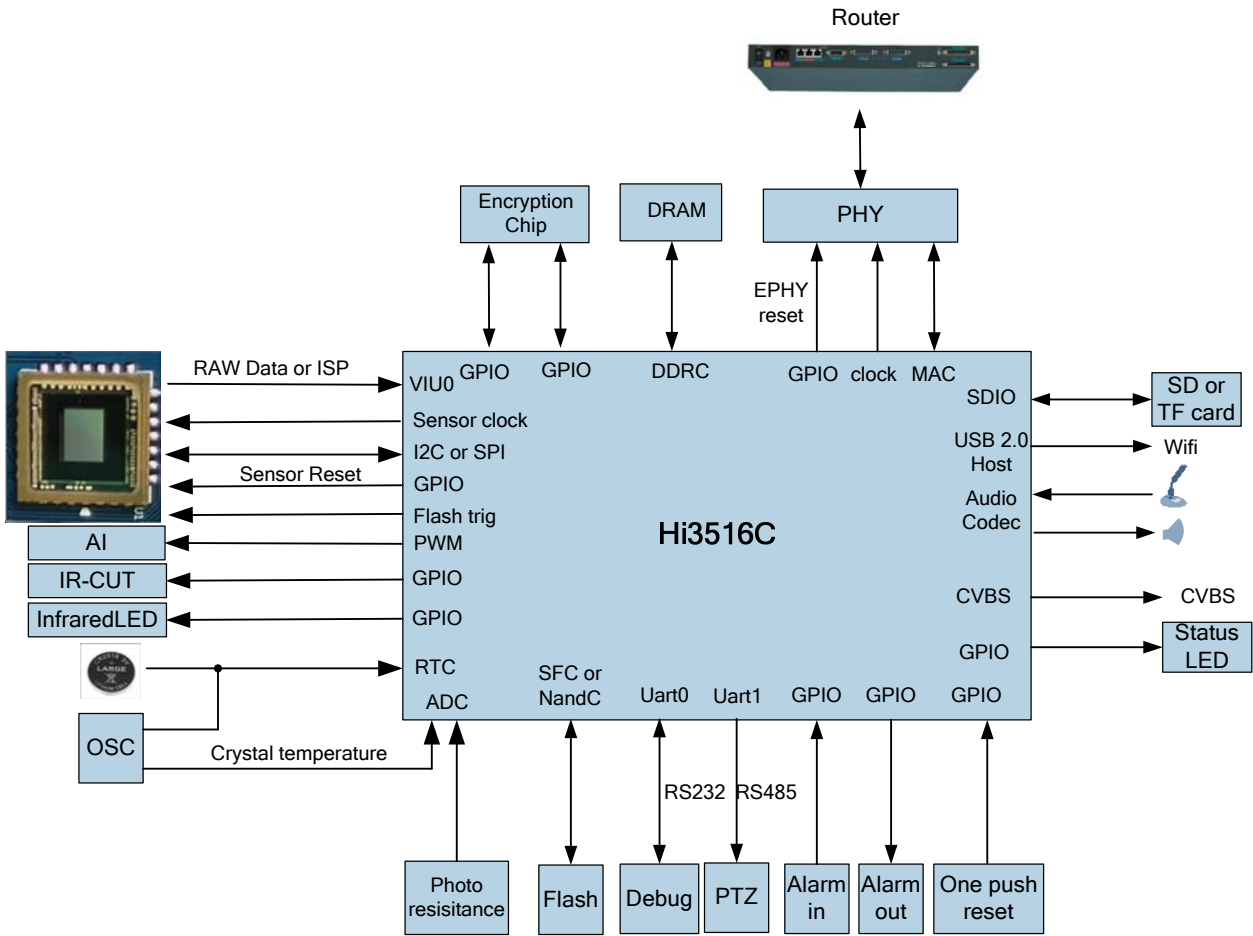 Router
Encryption
Chip
DRAM
PHY
EPHY
reset
RAW Data or ISP
VIU0
GPIO
GPIO
DDRC
GPIO
clock
MAC
SDIO
SD or
TF card
Sensor clock
USB 2.0
Host
Wifi
I2C or SPI
Sensor Reset
GPIO
Audio
Codec
Flash trig
U1
AI
PWM
Hi3516C
IR-CUT
GPIO
CVBS
CVBS
InfraredLED
GPIO
GPIO
Status
LED
LARGE
RTC
ADC
SFC or
NandC
Uart0
Uart1
GPIO
GPIO
GPIO
OSC
Crystal temperature
RS232
RS485
Photo
resisitance
Flash
Debug
PTZ
Alarm
in
Alarm
out
One push
reset